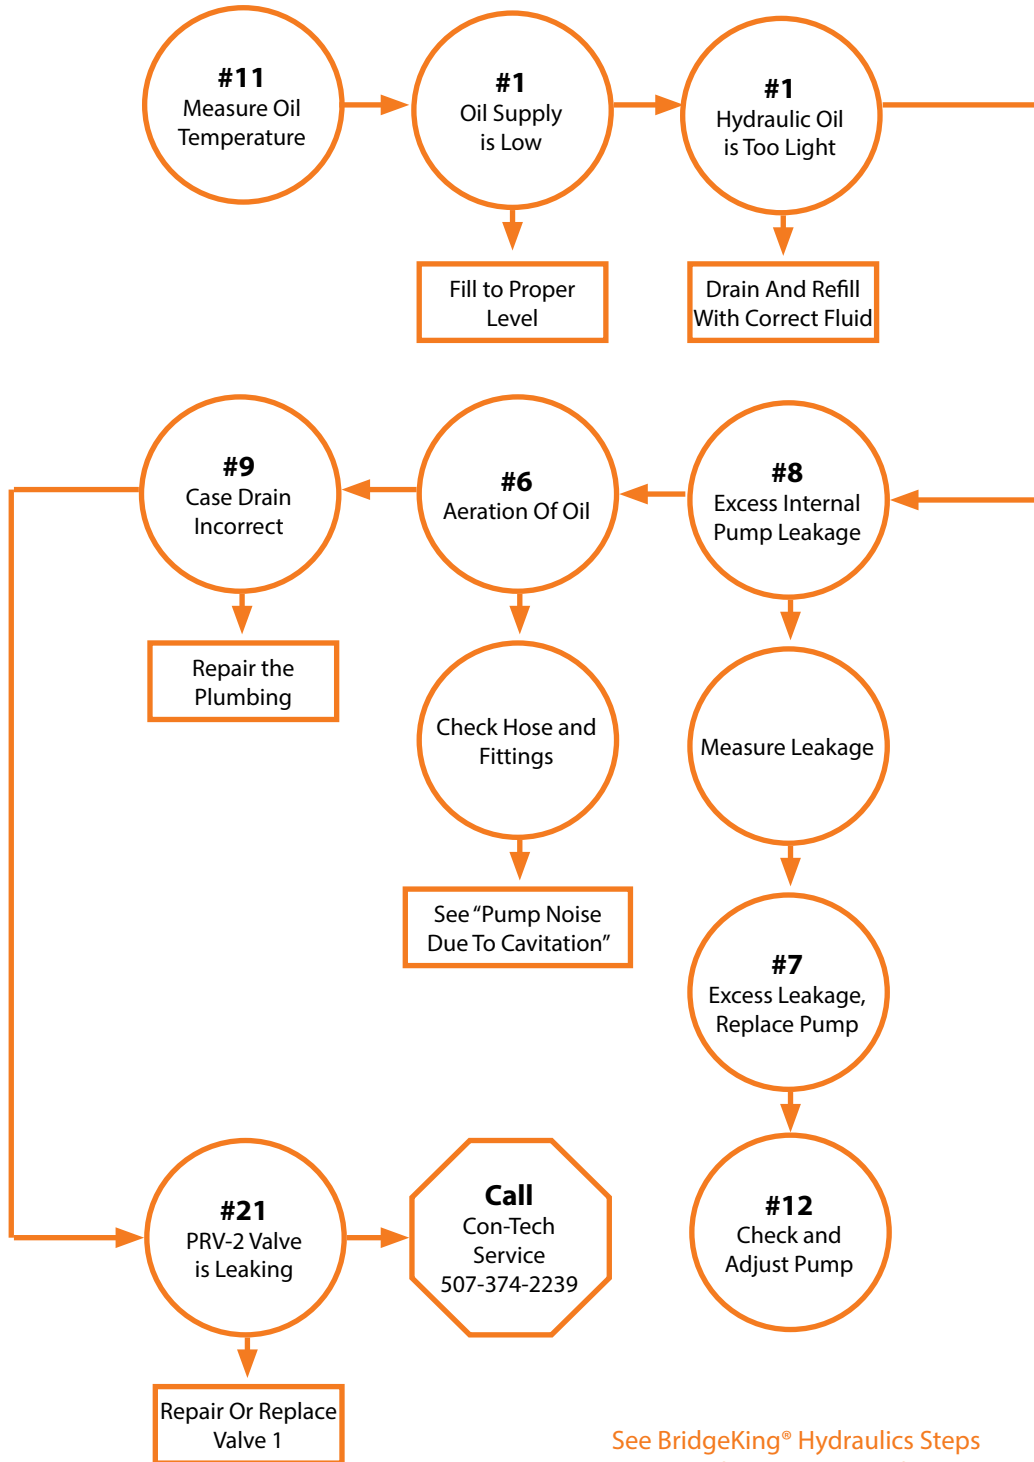 #11
Measure Oil
Temperature
#1
Oil Supply
is Low
#1
Hydraulic Oil
is Too Light
Fill to Proper
Level
Drain And Refill
With Correct Fluid
#9
Case Drain
Incorrect
#6
Aeration Of Oil
#8
Excess Internal
Pump Leakage
Repair the
Plumbing
Check Hose and
Fittings
Measure Leakage
See “Pump Noise
Due To Cavitation”
#7
Excess Leakage,
Replace Pump
#21
PRV-2 Valve
is Leaking
Call
Con-Tech
Service
507-374-2239
#12
Check and
Adjust Pump
Repair Or Replace
Valve 1
See BridgeKing® Hydraulics Steps